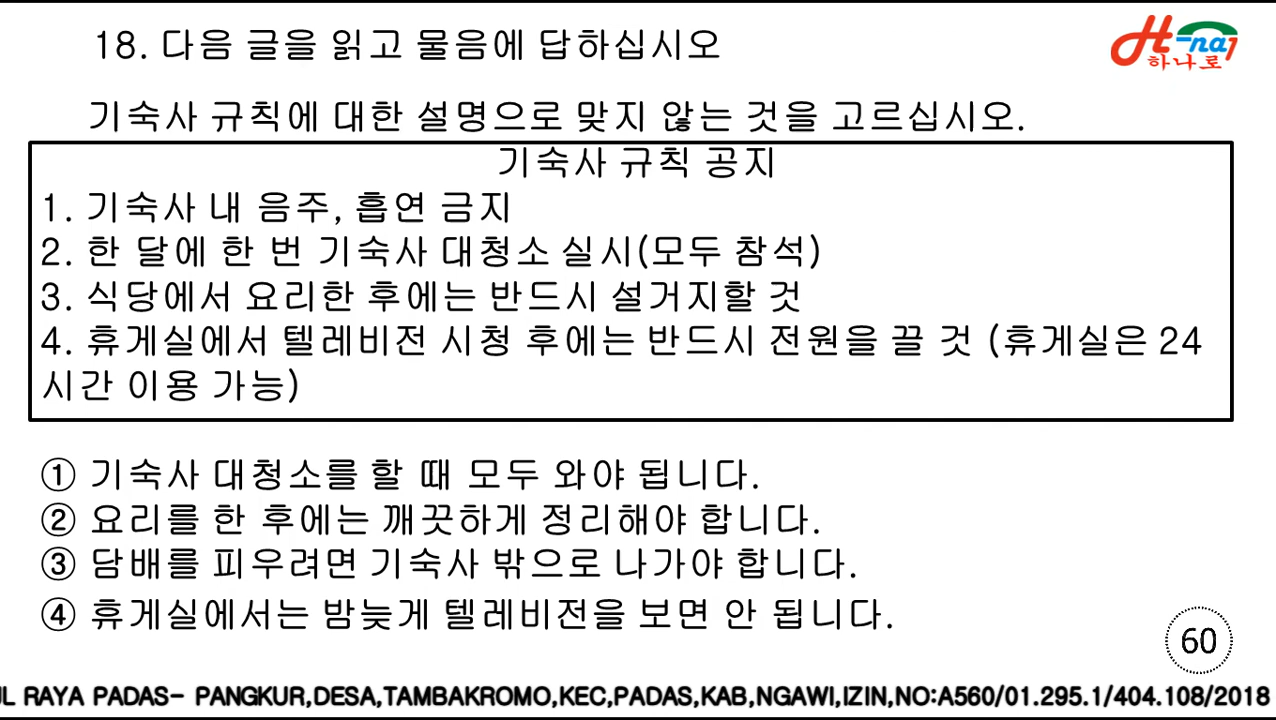 18. 다음 글을 읽고 물음에 답하십시오
H-na1
하나로
기숙사 규칙에 대한 설명으로 맞지 않는 것을 고르십시오.
기숙사 규칙 공지
1. 기숙사 내 음주, 흡연 금지
2. 한 달에 한 번 기숙사 대청소 실시(모두 참석)
3. 식당에서 요리한 후에는 반드시 설거지할 것
4. 휴게실에서 텔레비전 시청 후에는 반드시 전원을 끌 것 (휴게실은 24
시간 이용 가능)
① 기숙사 대청소를 할 때 모두 와야 됩니다.
② 요리를 한 후에는 깨끗하게 정리해야 합니다.
③ 담배를 피우려면 기숙사 밖으로 나가야 합니다.
④ 휴게실에서는 밤늦게 텔레비전을 보면 안 됩니다.
60
JL RAYA PADAS- PANGKUR,DESA,TAMBAKROMO,KEC,PADAS,KAB,NGAWI,IZIN,NO:A560/01.295.1/404.108/2018